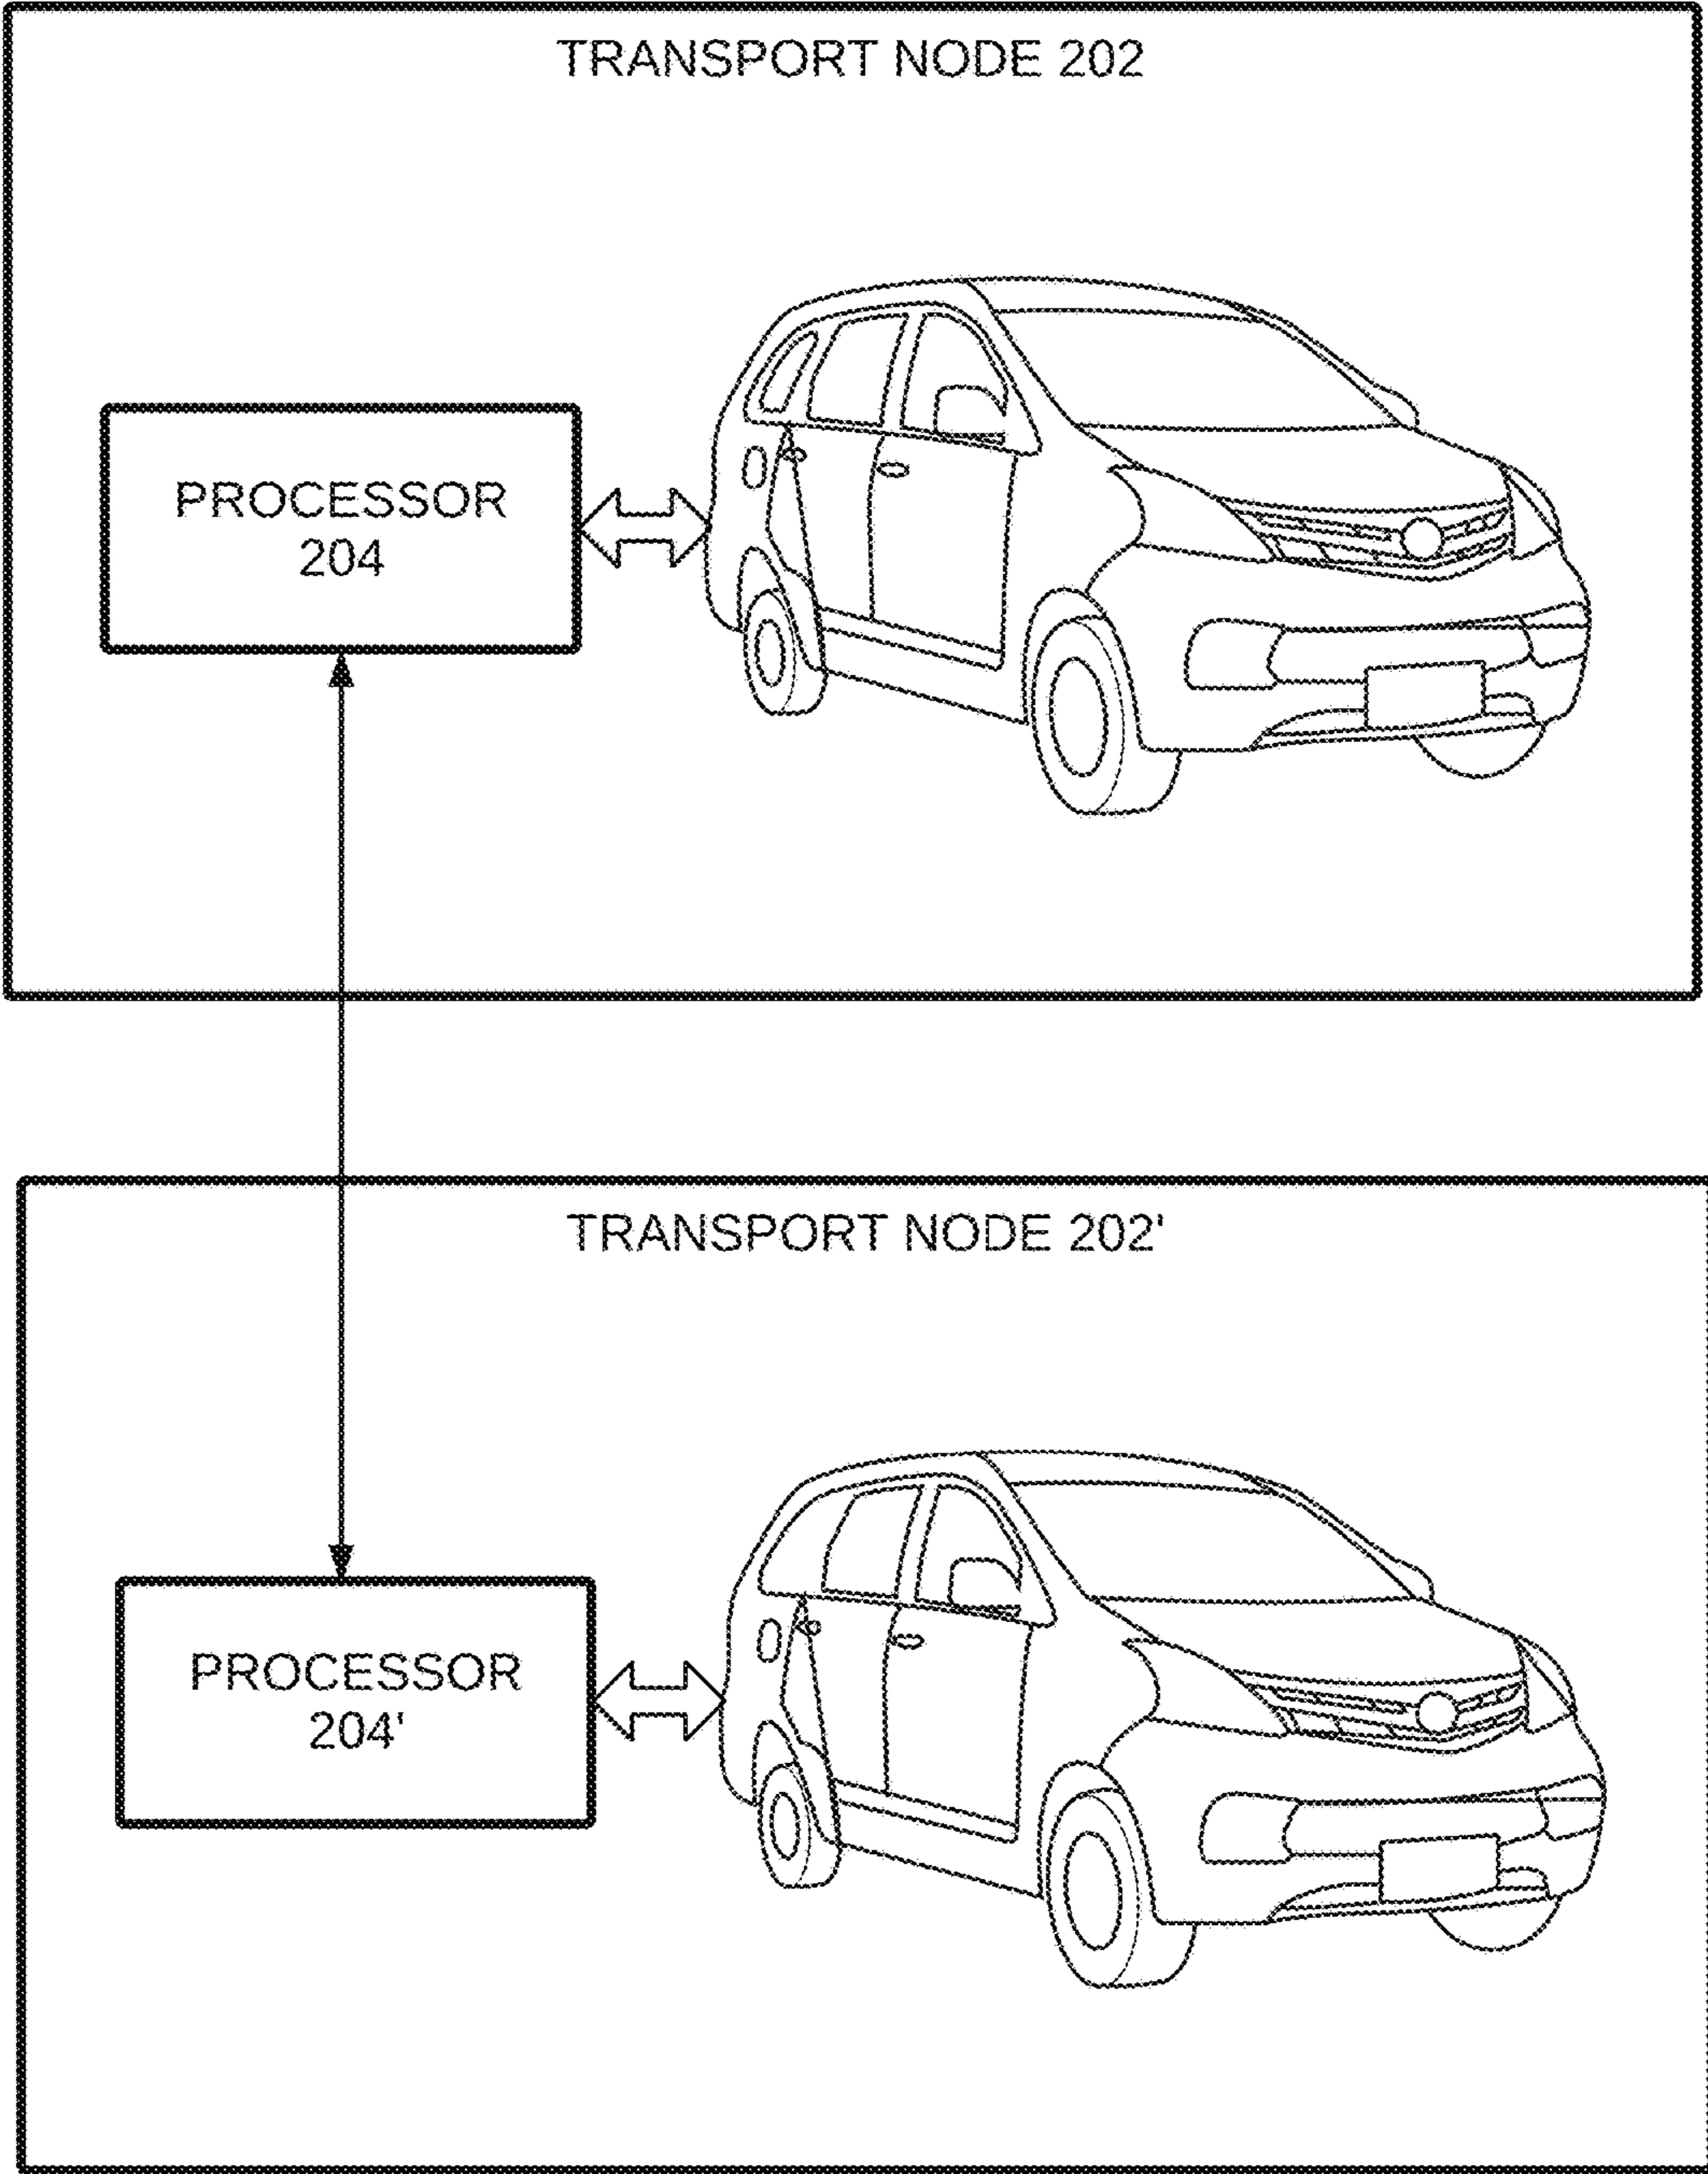 TRANSPORT NODE 202
PROCESSOR
204
TRANSPORT NODE 202'
PROCESSOR
204'